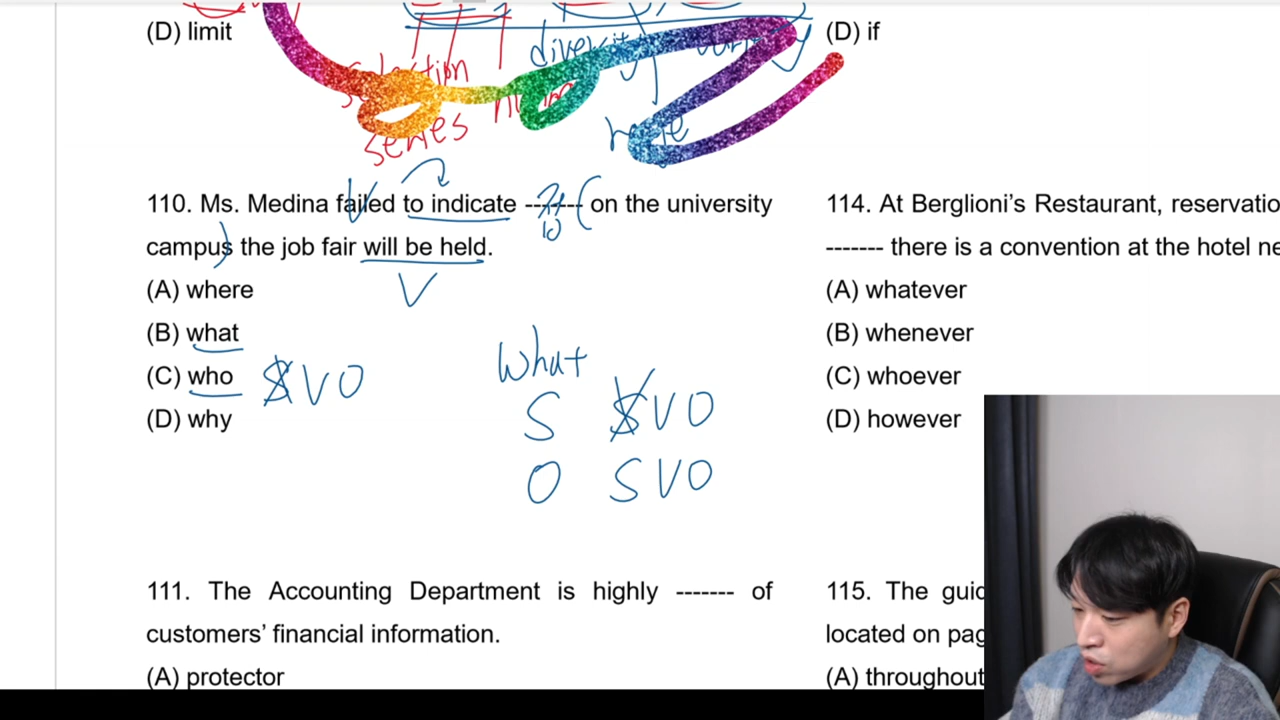 (D) limit
selection
series
diversity
110. Ms. Medina failed to indicate ------- on the university
campus the job fair will be held.
V
V
(A) where
(B) what
(C) who
S V O
(D) why
What
S S V O
O S V O
111. The Accounting Department is highly ------- of
customers' financial information.
(A) protector
(D) if
114. At Berglioni's Restaurant, reservatio
------- there is a convention at the hotel ne
(A) whatever
(B) whenever
(C) whoever
(D) however
115. The guid
located on pag
(A) throughout